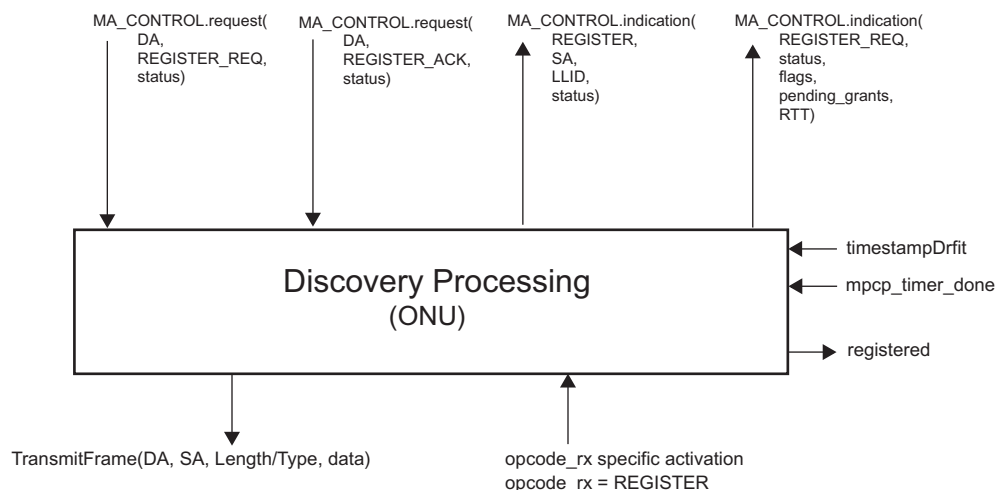 MA_CONTROL.request(
DA,
REGISTER_REQ,
status)
MA_CONTROL.request(
DA,
REGISTER_ACK,
status)
MA_CONTROL.indication(
REGISTER,
SA,
LLID,
status)
MA_CONTROL.indication(
REGISTER_REQ,
status,
flags,
pending_grants,
RTT)
Discovery Processing
(ONU)
timestampDrfit
mpcp_timer_done
registered
TransmitFrame(DA, SA, Length/Type, data)
opcode_rx specific activation
opcode_rx = REGISTER